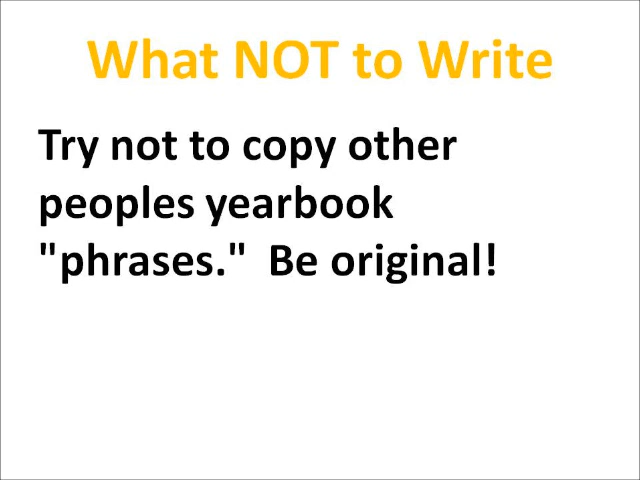 What NOT to Write
Try not to copy other
peoples yearbook
"phrases."  Be original!